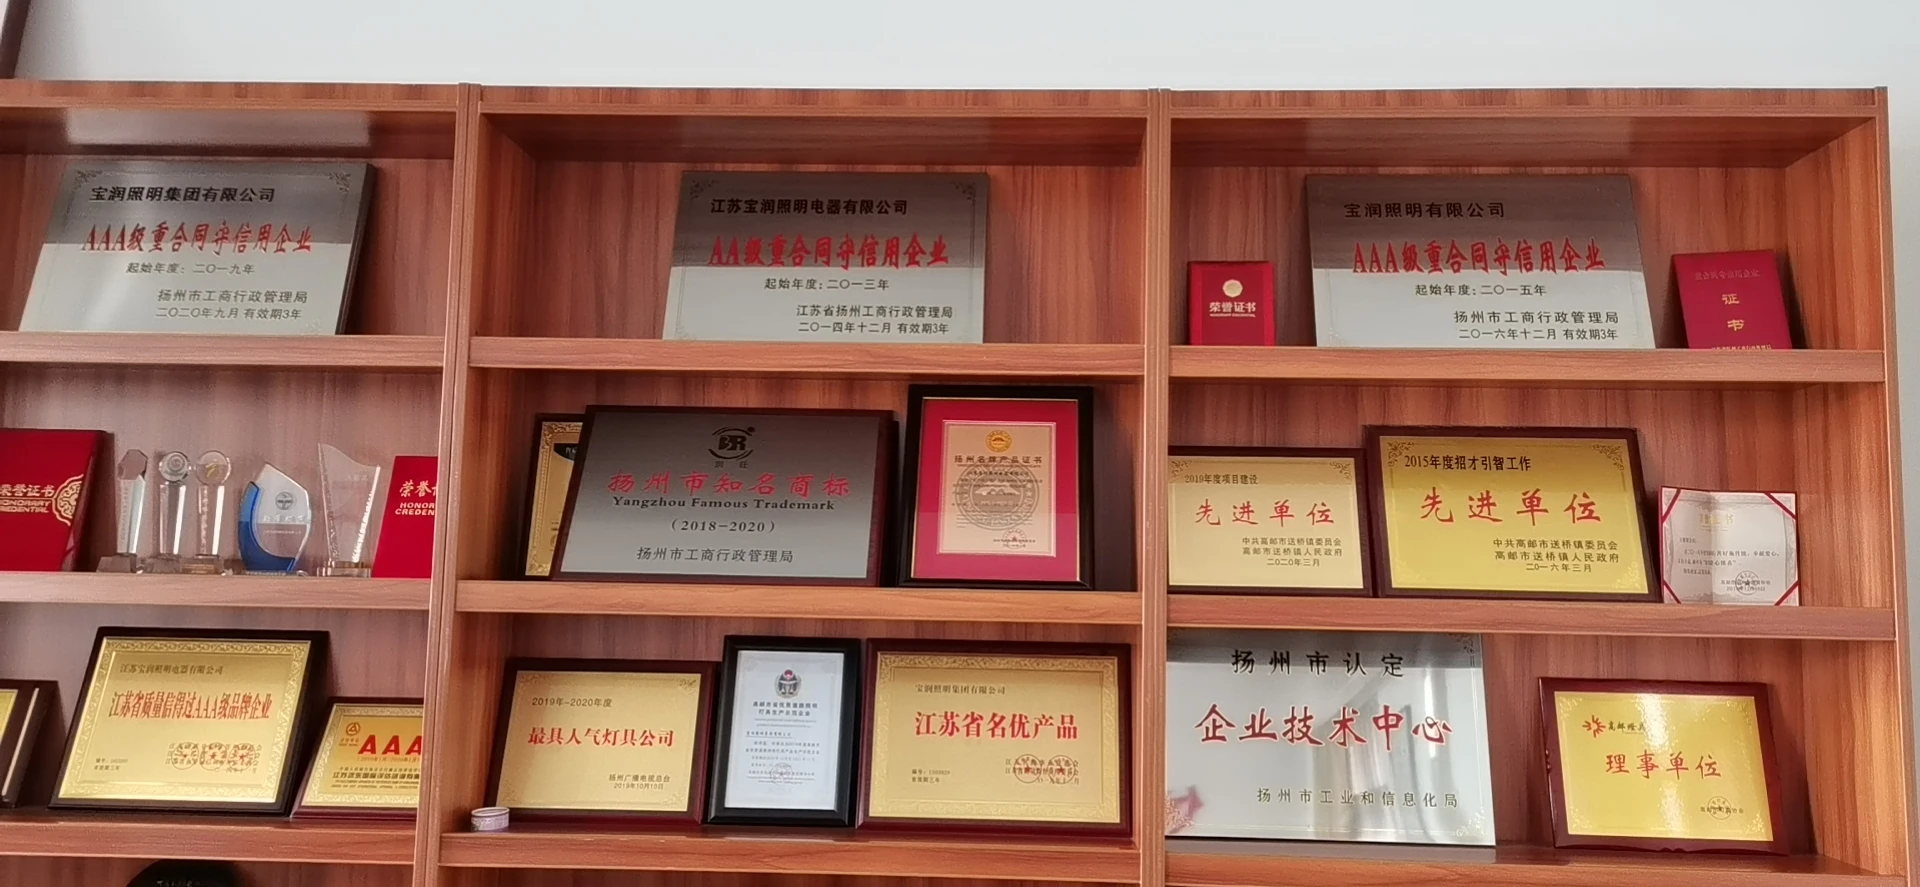 宝润照明集团有限公司
AAA级重合同守信用企业
起始年度：二〇一九年
扬州市工商行政管理局
二〇二〇年九月 有效期3年
江苏宝润照明电器有限公司
AA级重合同守信用企业
起始年度：二〇一三年
江苏省扬州工商行政管理局
二〇一四年十二月 有效期3年
荣誉证书
宝润照明有限公司
AAA级重合同守信用企业
起始年度：二〇一五年
扬州市工商行政管理局
二〇一六年十二月 有效期3年
证
书
荣誉证书
HONORARY
CREDENTIAL
荣誉
HONOR
CREDEN
BR
扬州市知名商标
Yangzhou Famous Trademark
（2018-2020）
扬州市工商行政管理局
扬州名牌产品证书
2019年度项目建设
先进单位
中共高邮市送桥镇委员会
高邮市送桥镇人民政府
二〇二〇年三月
2015年度招才引智工作
先进单位
中共高邮市送桥镇委员会
高邮市送桥镇人民政府
二〇一六年三月
江苏宝润照明电器有限公司
江苏省质量信得过AAA级品牌企业
AAA
2019年-2020年度
最具人气灯具公司
扬州广播电视总台
2019年10月10日
宝润照明集团有限公司
江苏省名优产品
扬州市认定
企业技术中心
扬州市工业和信息化局
理事单位